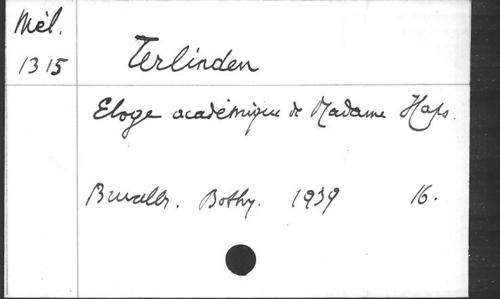 Mél.
1315
Terlinden
Eloge académique de Madame Haps.
Bruxelles. Bothy. 1939 16.